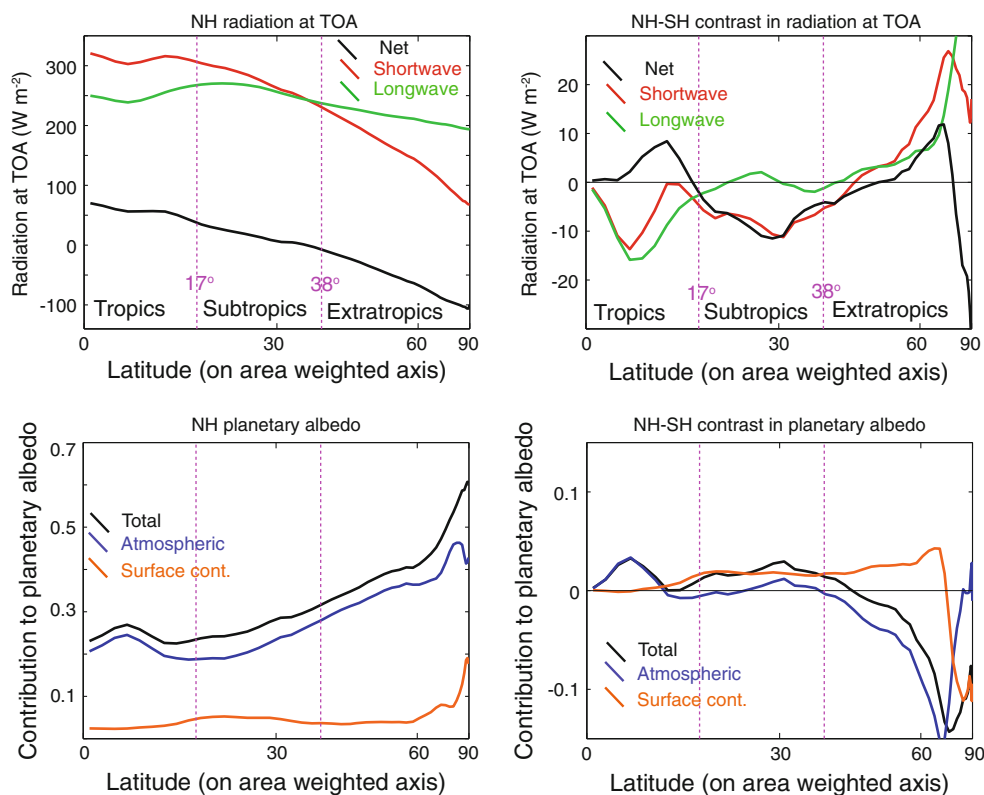 NH radiation at TOA
Radiation at TOA (W m-2)
300
200
100
0
-100
Net
Shortwave
Longwave
17o
38o
Tropics
Subtropics
Extratropics
0
30
60
90
Latitude (on area weighted axis)
NH-SH contrast in radiation at TOA
Radiation at TOA (W m-2)
20
10
0
-10
-20
Net
Shortwave
Longwave
17o
38o
Tropics
Subtropics
Extratropics
0
30
60
90
Latitude (on area weighted axis)
NH planetary albedo
Contribution to planetary albedo
0.7
0.5
0.3
0.1
Total
Atmospheric
Surface cont.
0
30
60
90
Latitude (on area weighted axis)
NH-SH contrast in planetary albedo
Contribution to planetary albedo
0.1
0
-0.1
Total
Atmospheric
Surface cont.
0
30
60
90
Latitude (on area weighted axis)